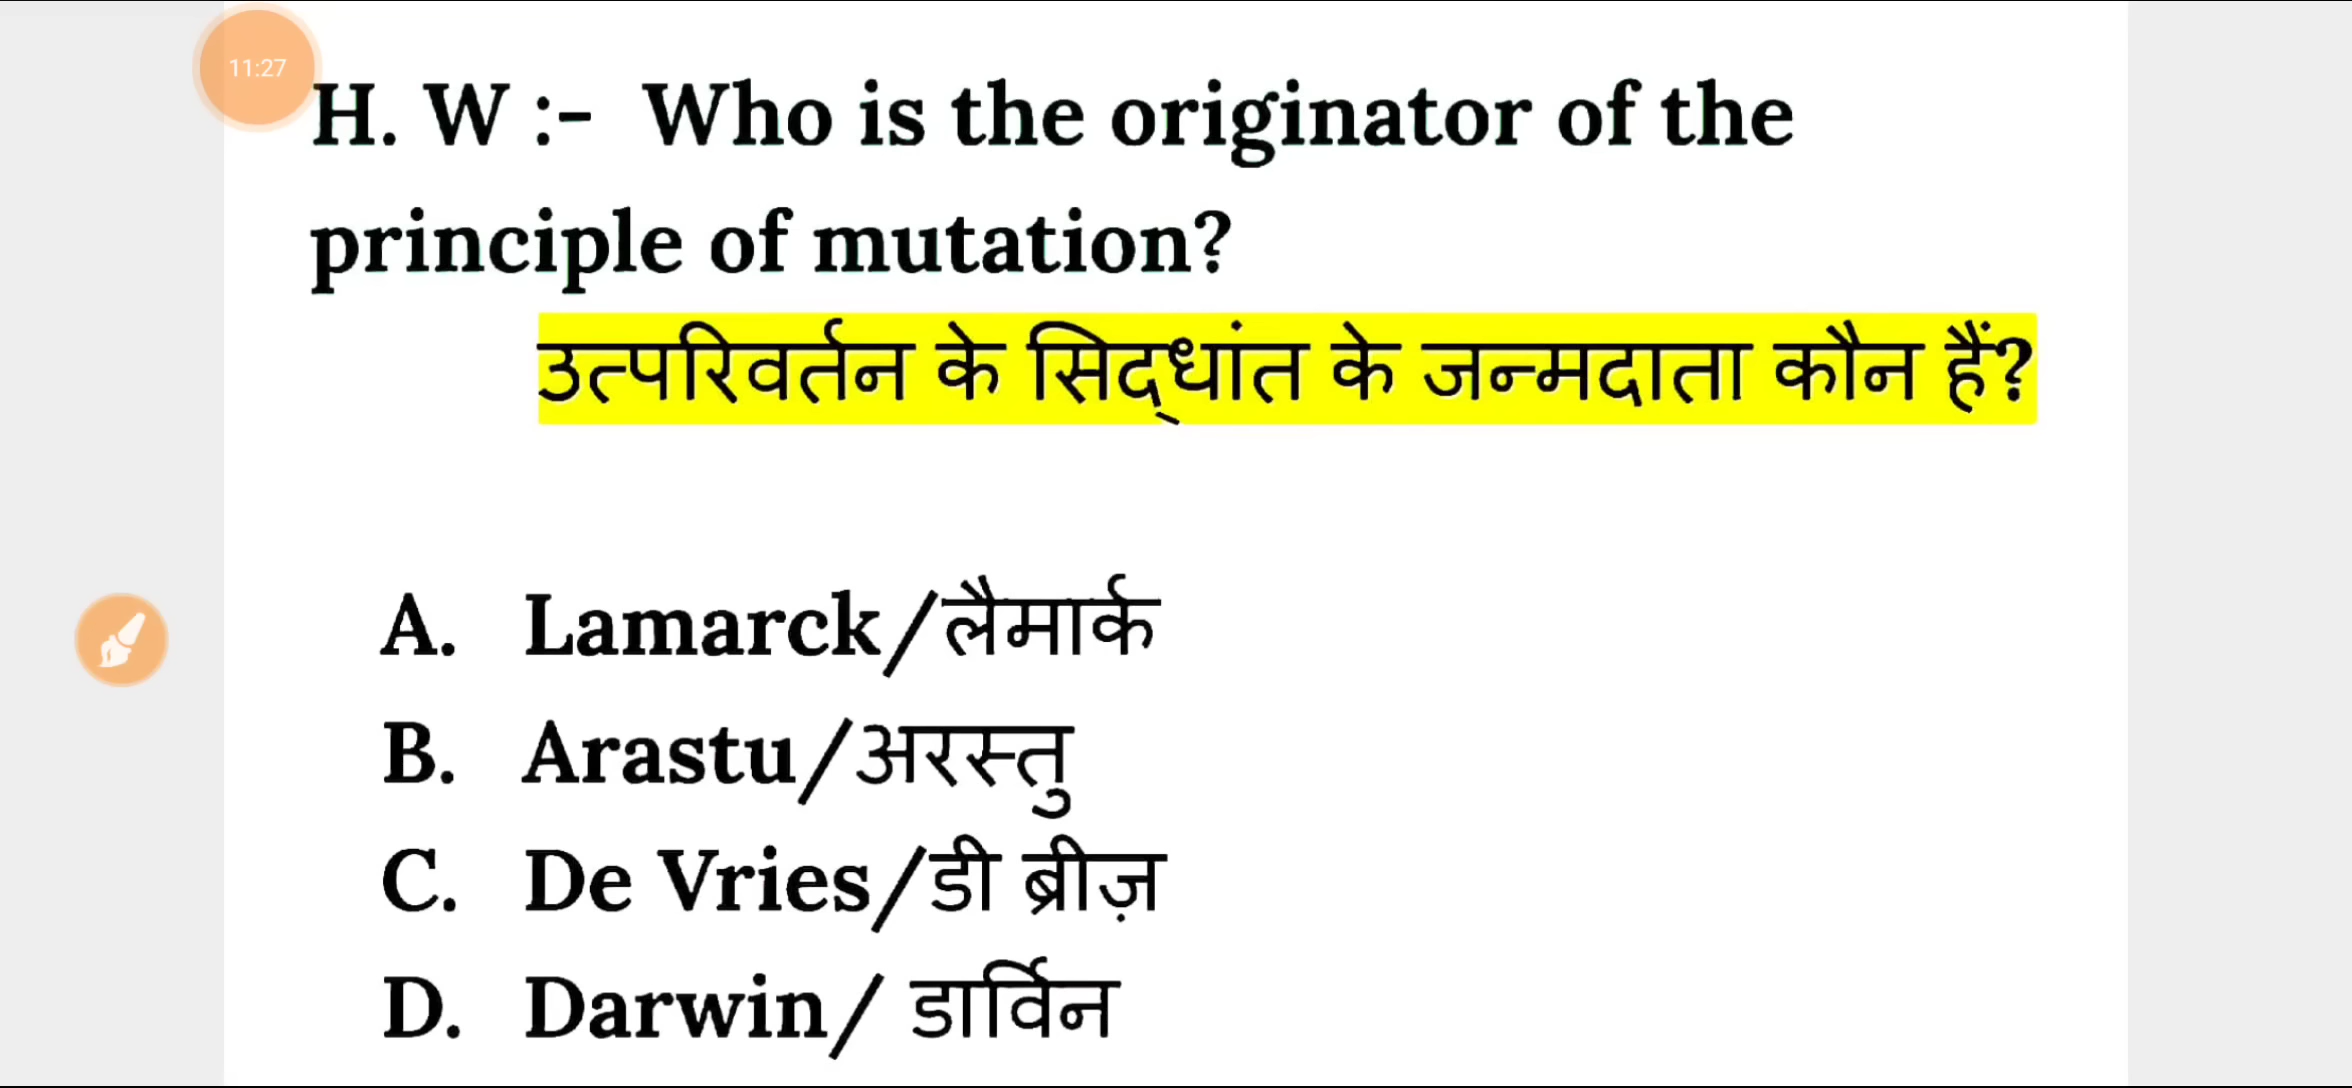 11:27
H. W :- Who is the originator of the
principle of mutation?
उत्परिवर्तन के सिद्धांत के जन्मदाता कौन हैं?
A. Lamarck/लैमार्क
B. Arastu/अरस्तु
C. De Vries/डी ब्रीज़
D. Darwin/ डार्विन